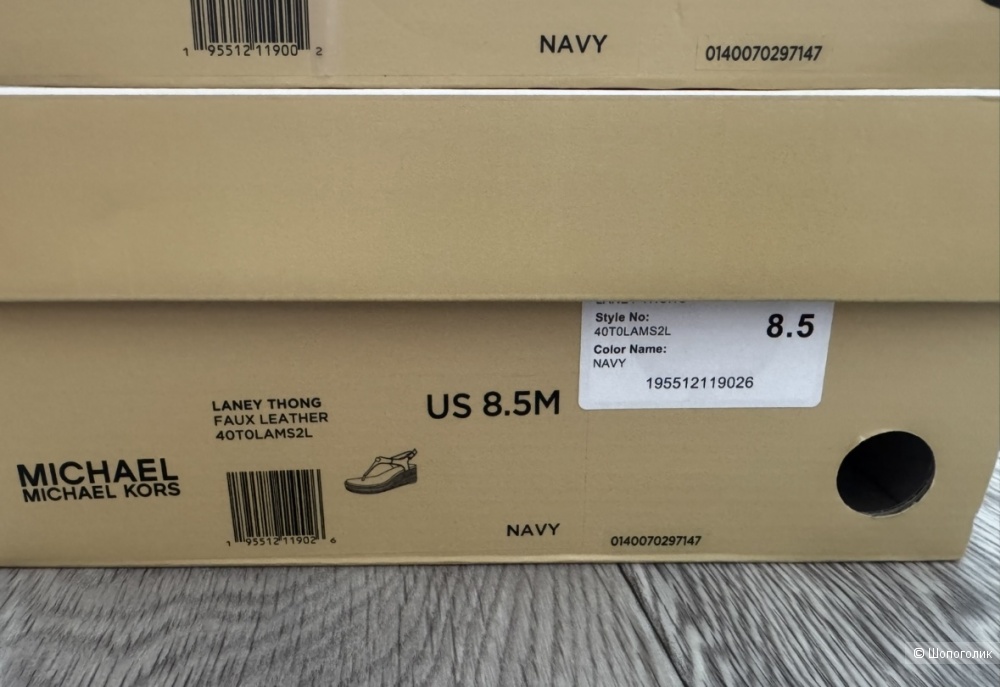 1 95512 11900 2
NAVY
0140070297147
Style No:
40T0LAMS2L
8.5
Color Name:
NAVY
195512119026
LANEY THONG
FAUX LEATHER
40T0LAMS2L
US 8.5M
MICHAEL
MICHAEL KORS
1 95512 11902 6
NAVY
0140070297147
© Шопоголик